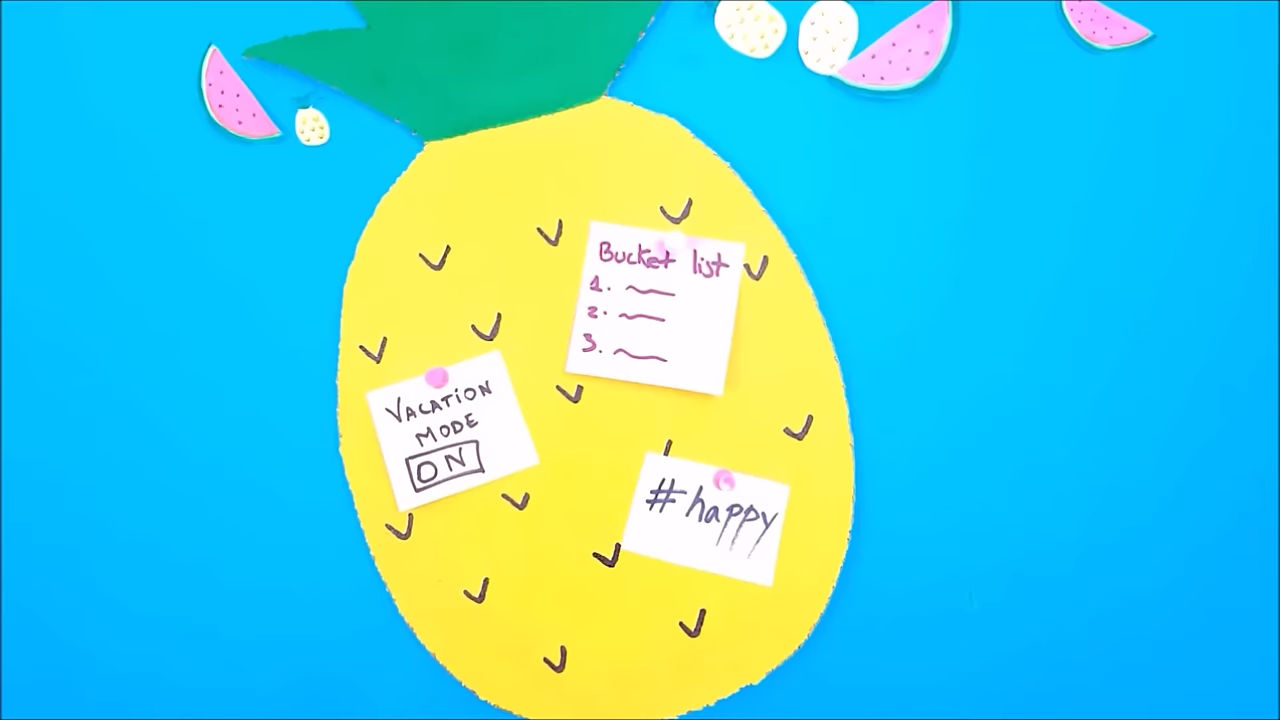 Bucket list
1.
2.
3.
VACATION
MODE
ON
#happy